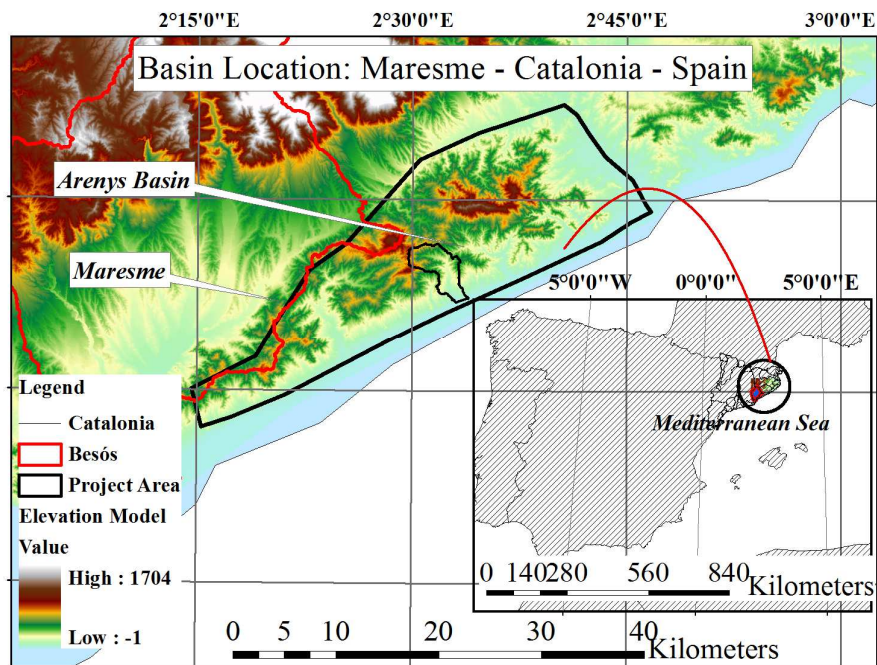 2°15'0"E 2°30'0"E 2°45'0"E 3°0'0"E
Basin Location: Maresme - Catalonia - Spain
Arenys Basin
Maresme
5°0'0"W 0°0'0" 5°0'0"E
Mediterranean Sea
0 140 280 560 840
Kilometers
Legend
Catalonia
Besós
Project Area
Elevation Model
Value
High : 1704
Low : -1
0 5 10 20 30 40
Kilometers